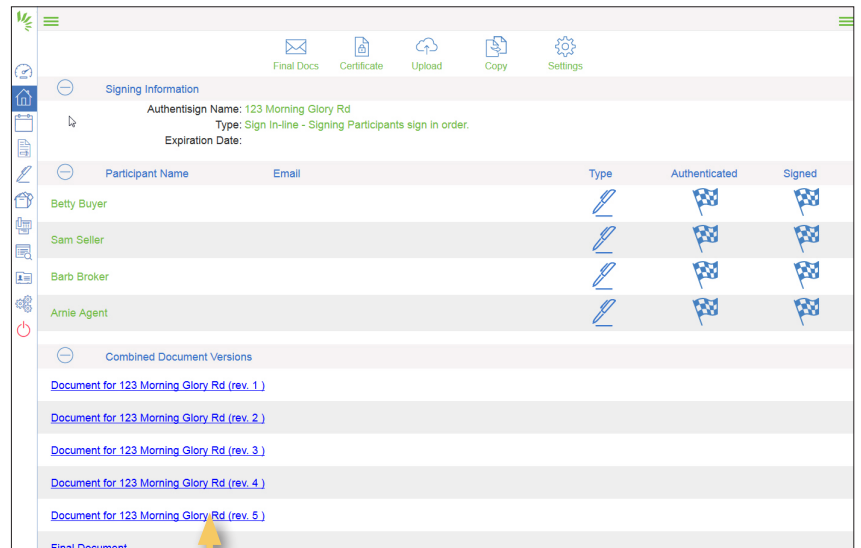 Final Docs Certificate Upload Copy Settings
Signing Information
Authentisign Name: 123 Morning Glory Rd
Type: Sign In-line - Signing Participants sign in order.
Expiration Date:
Participant Name Email Type Authenticated Signed
Betty Buyer
Sam Seller
Barb Broker
Arnie Agent
Combined Document Versions
Document for 123 Morning Glory Rd (rev. 1 )
Document for 123 Morning Glory Rd (rev. 2 )
Document for 123 Morning Glory Rd (rev. 3 )
Document for 123 Morning Glory Rd (rev. 4 )
Document for 123 Morning Glory Rd (rev. 5 )
Final Document